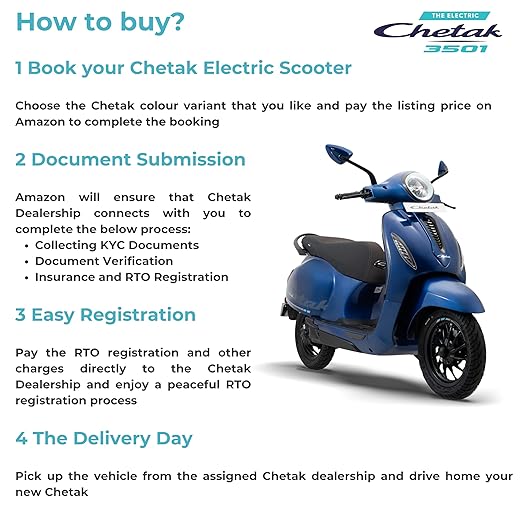 How to buy?
THE ELECTRIC
Chetak
3501
1 Book your Chetak Electric Scooter
Choose the Chetak colour variant that you like and pay the listing price on
Amazon to complete the booking
2 Document Submission
Amazon will ensure that Chetak
Dealership connects with you to
complete the below process:
• Collecting KYC Documents
• Document Verification
• Insurance and RTO Registration
Chetak
Chetak
3 Easy Registration
Pay the RTO registration and other
charges directly to the Chetak
Dealership and enjoy a peaceful RTO
registration process
4 The Delivery Day
Pick up the vehicle from the assigned Chetak dealership and drive home your
new Chetak